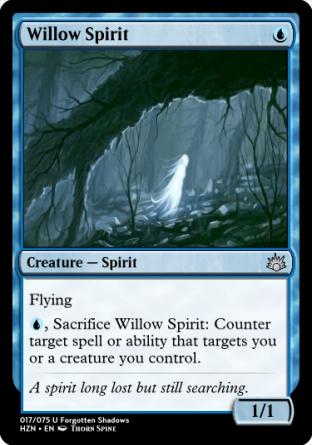 Willow Spirit
Creature — Spirit
Flying
, Sacrifice Willow Spirit: Counter
target spell or ability that targets you
or a creature you control.
A spirit long lost but still searching.
1/1
017/075 U Forgotten Shadows
HZN • EN Thorn Spine